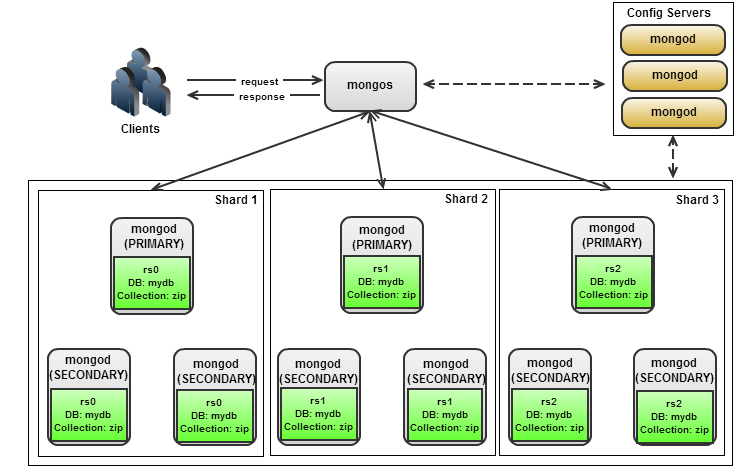 Config Servers
mongod
mongod
mongod
request
response
mongos
Clients
Shard 1
Shard 2
Shard 3
mongod
(PRIMARY)
rs0
DB: mydb
Collection: zip
mongod
(PRIMARY)
rs1
DB: mydb
Collection: zip
mongod
(PRIMARY)
rs2
DB: mydb
Collection: zip
mongod
(SECONDARY)
rs0
DB: mydb
Collection: zip
mongod
(SECONDARY)
rs0
DB: mydb
Collection: zip
mongod
(SECONDARY)
rs1
DB: mydb
Collection: zip
mongod
(SECONDARY)
rs1
DB: mydb
Collection: zip
mongod
(SECONDARY)
rs2
DB: mydb
Collection: zip
mongod
(SECONDARY)
rs2
DB: mydb
Collection: zip